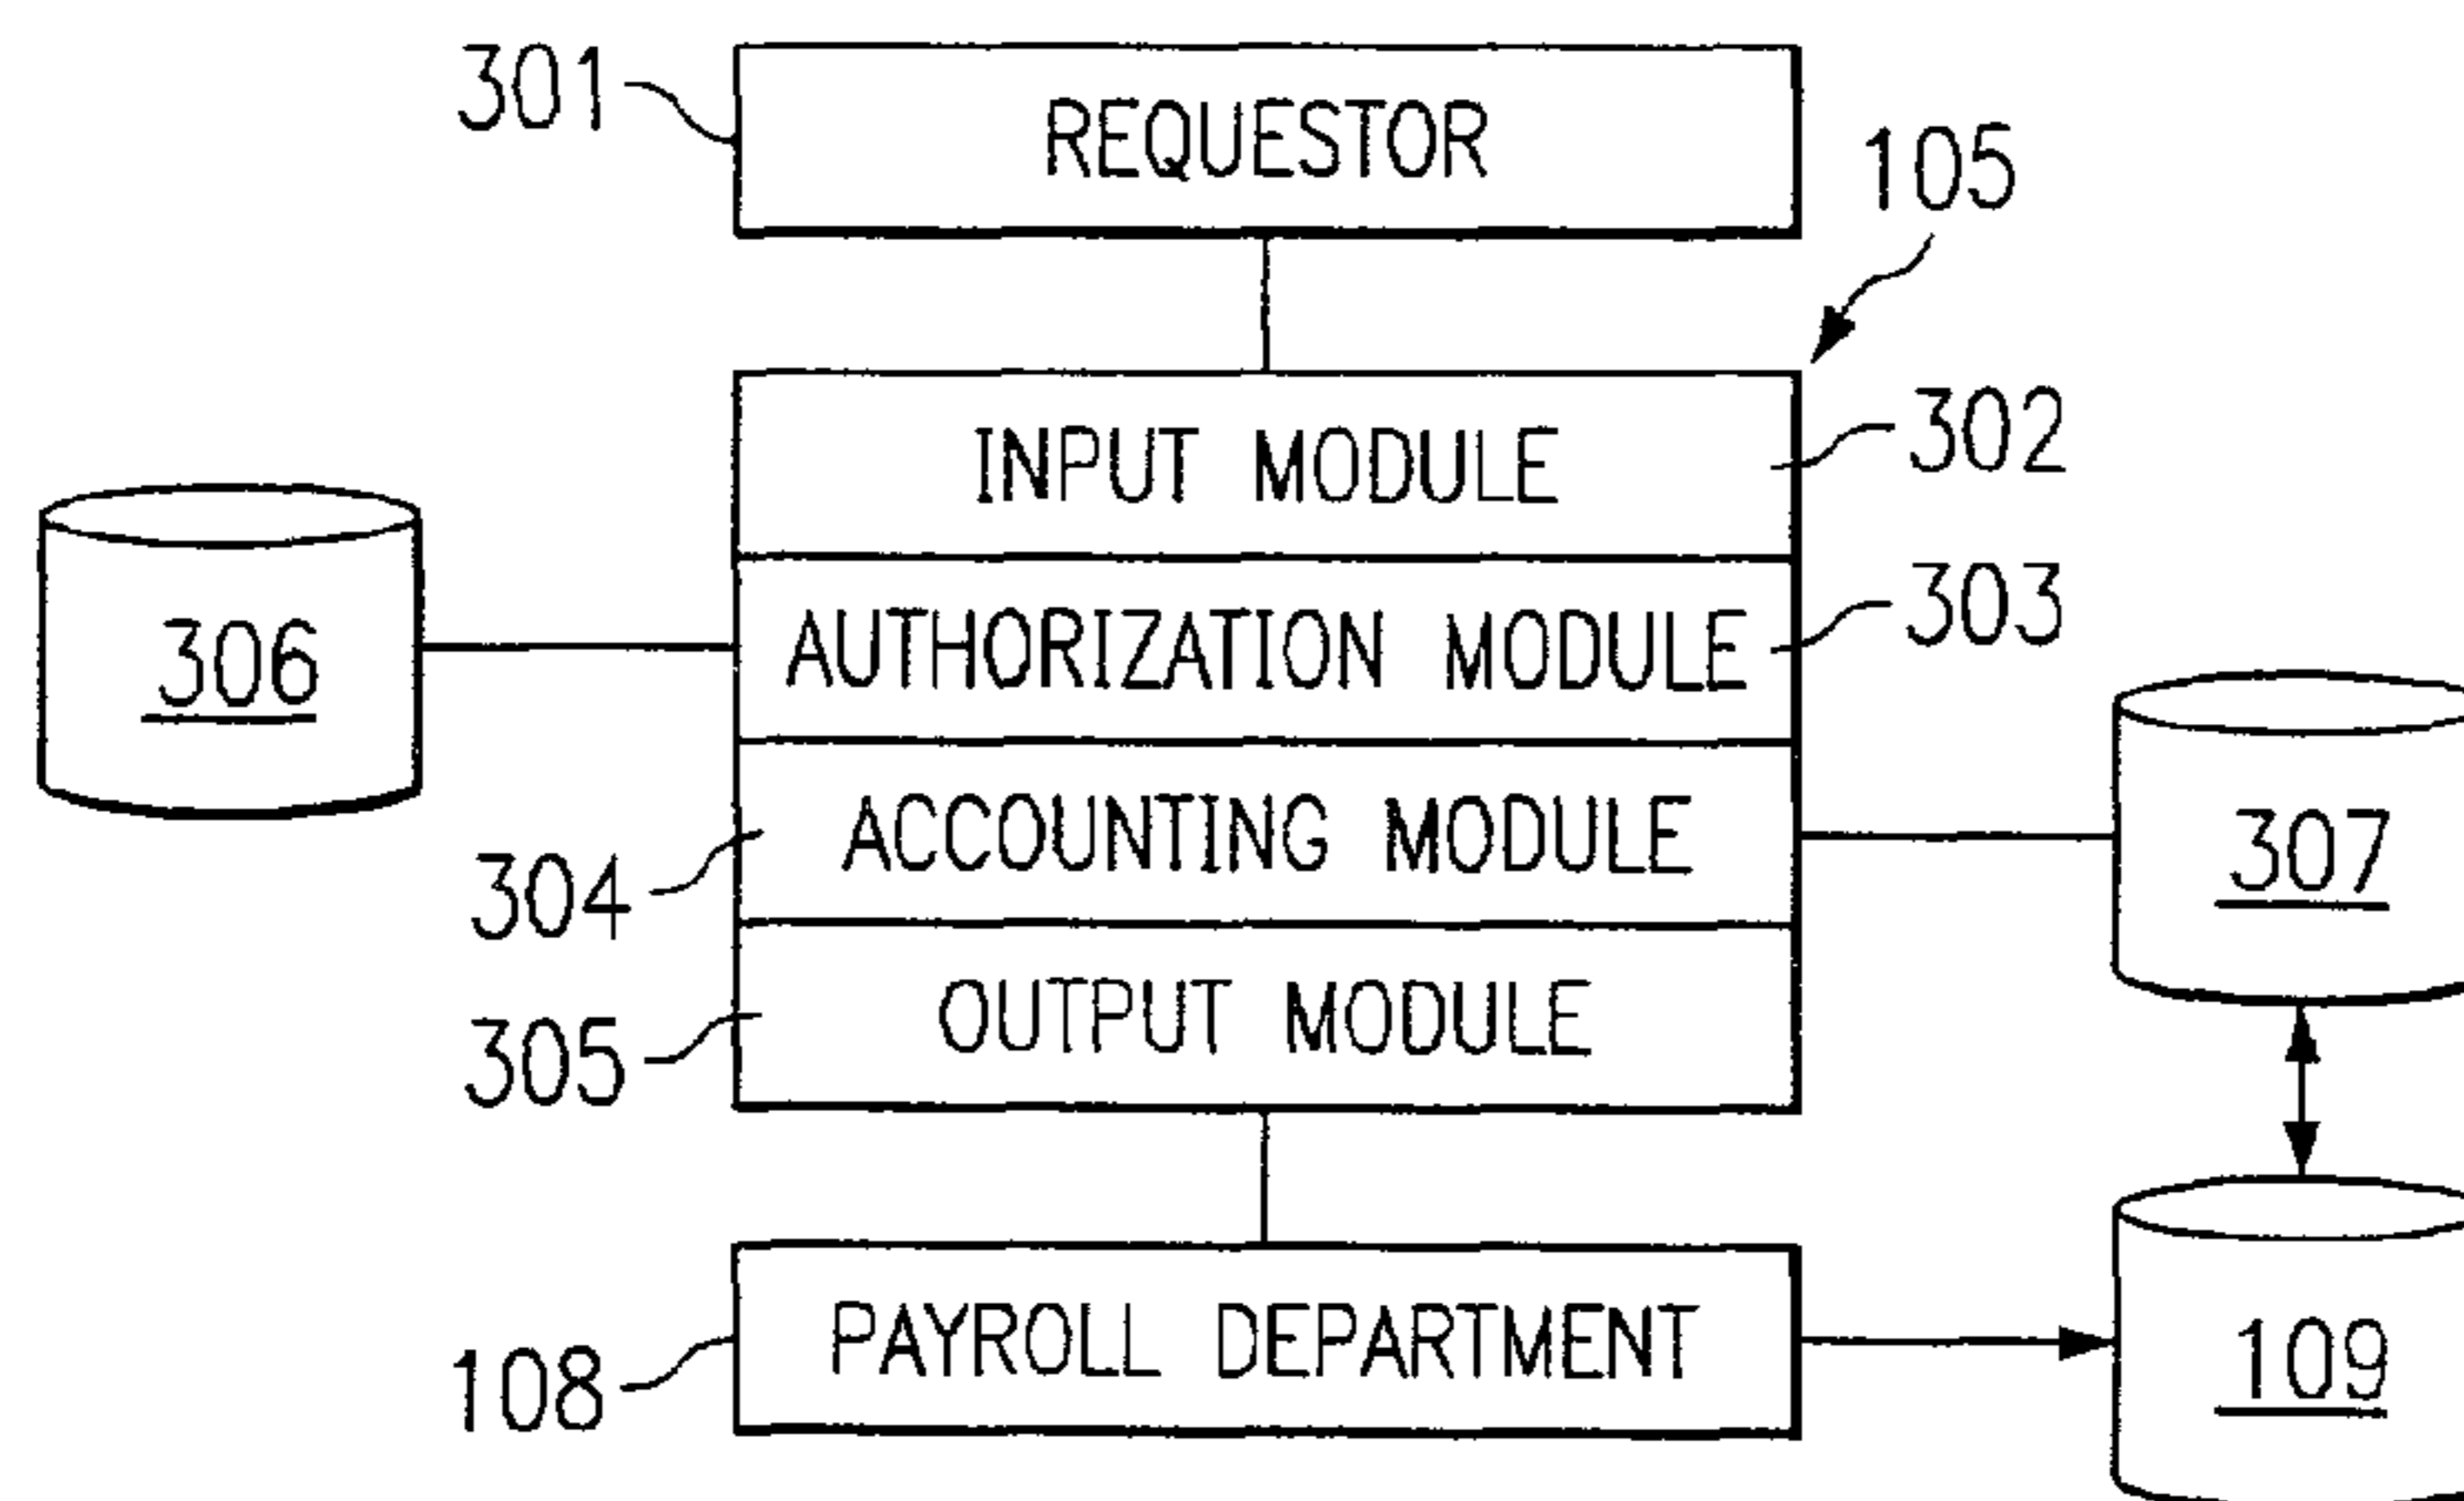 301
REQUESTOR
105
INPUT MODULE
302
306
AUTHORIZATION MODULE
303
304
ACCOUNTING MODULE
307
305
OUTPUT MODULE
108
PAYROLL DEPARTMENT
109